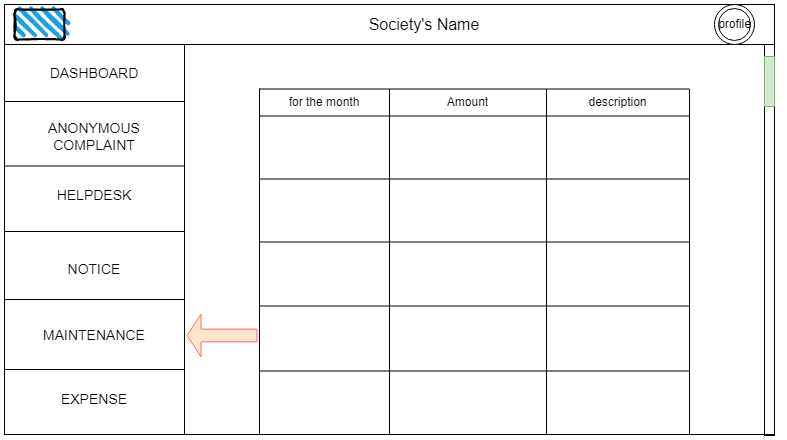 Society's Name
profile
DASHBOARD
ANONYMOUS
COMPLAINT
HELPDESK
NOTICE
MAINTENANCE
EXPENSE
for the month
Amount
description